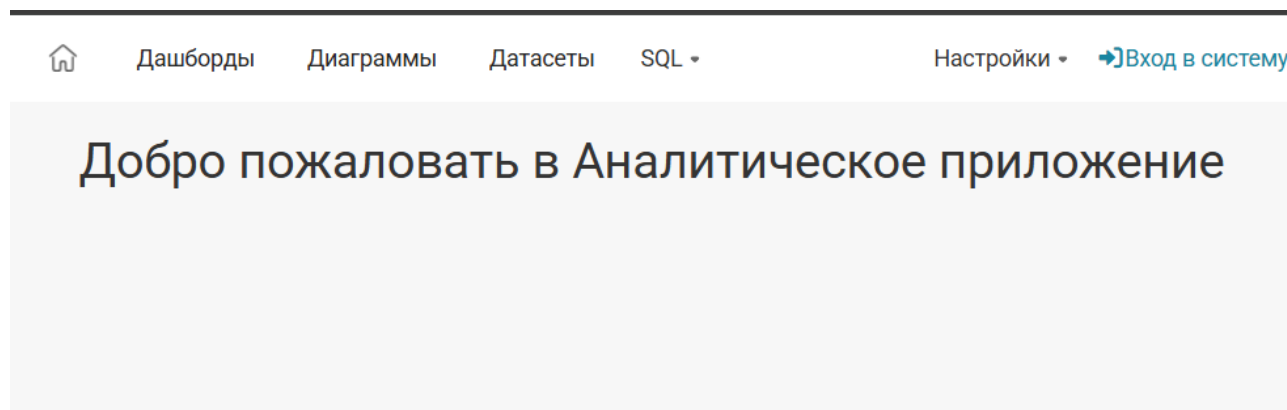 Дашборды Диаграммы Датасеты SQL Настройки Вход в систему
Добро пожаловать в Аналитическое приложение